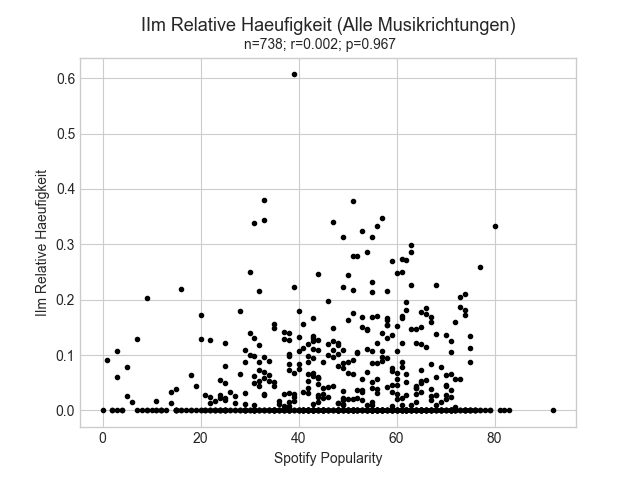 IIm Relative Haeufigkeit (Alle Musikrichtungen)
n=738; r=0.002; p=0.967
0.6
0.5
0.4
0.3
0.2
0.1
0.0
IIm Relative Haeufigkeit
0 20 40 60 80
Spotify Popularity